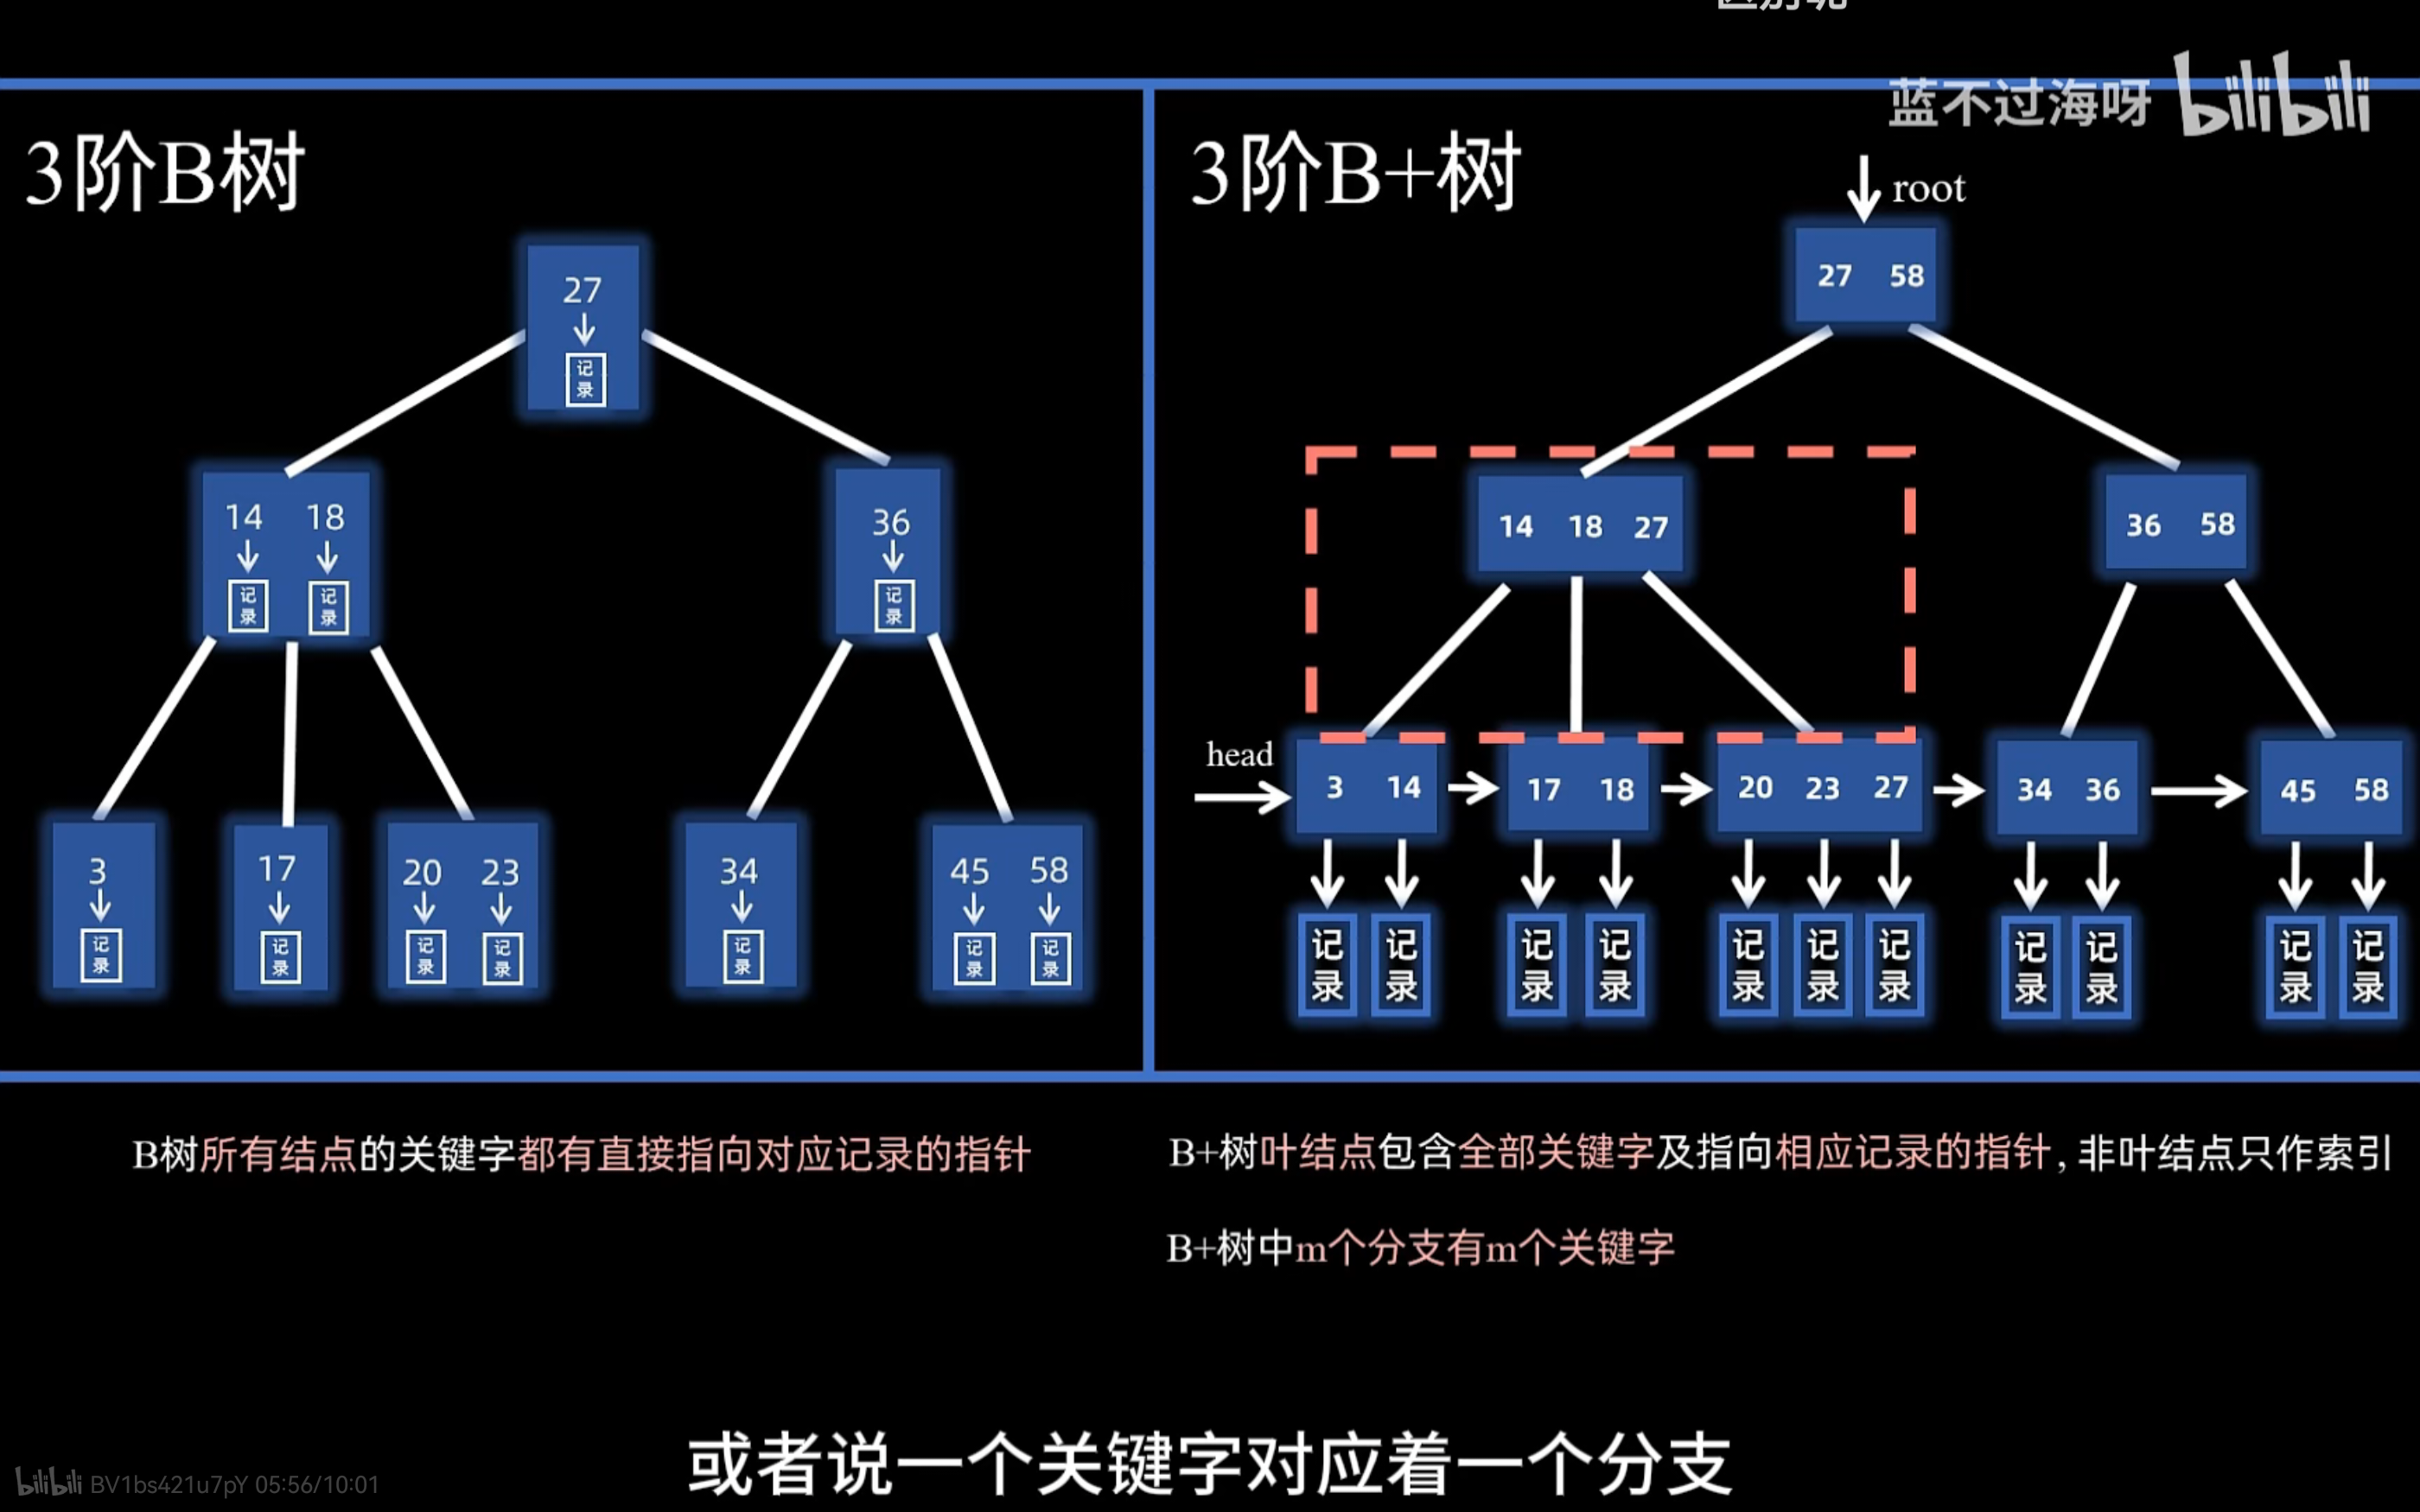 蓝不过海呀 bilibili
3阶B树
27
记录
14 18
记录 记录
36
记录
3
记录
17
记录
20 23
记录 记录
34
记录
45 58
记录 记录
3阶B+树
root
27 58
14 18 27
36 58
head
3 14
17 18
20 23 27
34 36
45 58
记录 记录 记录 记录 记录 记录 记录 记录 记录 记录 记录
B树所有结点的关键字都有直接指向对应记录的指针
B+树叶结点包含全部关键字及指向相应记录的指针，非叶结点只作索引
B+树中m个分支有m个关键字
或者说一个关键字对应着一个分支
bilibili BV1bs421u7pY 05:56/10:01